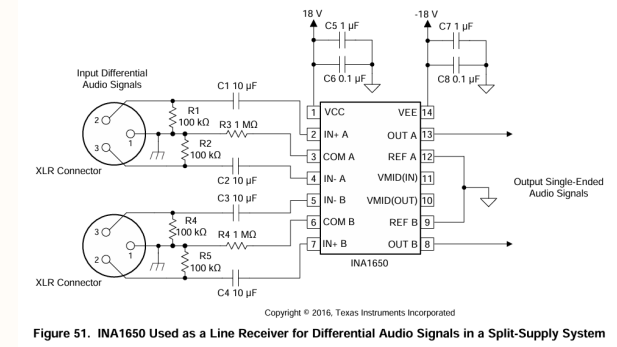 18 V
-18 V
C5 1 µF
C7 1 µF
C6 0.1 µF
C8 0.1 µF
Input Differential
Audio Signals
C1 10 µF
R1
100 kΩ
R3 1 MΩ
R2
100 kΩ
2
1
3
XLR Connector
C2 10 µF
C3 10 µF
R4
100 kΩ
R4 1 MΩ
R5
100 kΩ
3
1
2
XLR Connector
C4 10 µF
1 VCC
VEE 14
2 IN+ A
OUT A 13
3 COM A
REF A 12
4 IN- A
VMID(IN) 11
5 IN- B
VMID(OUT) 10
6 COM B
REF B 9
7 IN+ B
OUT B 8
INA1650
Output Single-Ended
Audio Signals
Copyright © 2016, Texas Instruments Incorporated
Figure 51. INA1650 Used as a Line Receiver for Differential Audio Signals in a Split-Supply System